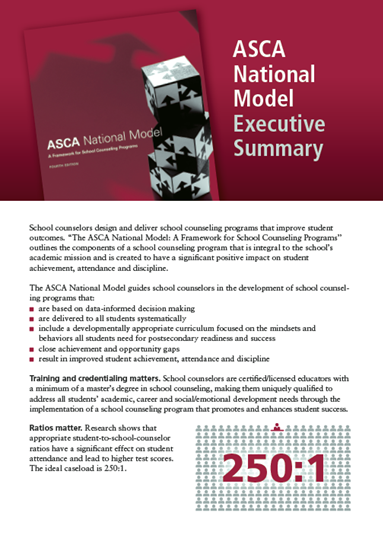 ASCA
National
Model
Executive
Summary
ASCA National Model
A Framework for School Counseling Programs
FOURTH EDITION
School counselors design and deliver school counseling programs that improve student
outcomes. “The ASCA National Model: A Framework for School Counseling Programs”
outlines the components of a school counseling program that is integral to the school’s
academic mission and is created to have a significant positive impact on student
achievement, attendance and discipline.
The ASCA National Model guides school counselors in the development of school counsel-
ing programs that:
■ are based on data-informed decision making
■ are delivered to all students systematically
■ include a developmentally appropriate curriculum focused on the mindsets and
behaviors all students need for postsecondary readiness and success
■ close achievement and opportunity gaps
■ result in improved student achievement, attendance and discipline
Training and credentialing matters. School counselors are certified/licensed educators with
a minimum of a master’s degree in school counseling, making them uniquely qualified to
address all students’ academic, career and social/emotional development needs through the
implementation of a school counseling program that promotes and enhances student success.
Ratios matter. Research shows that
appropriate student-to-school-counselor
ratios have a significant effect on student
attendance and lead to higher test scores.
The ideal caseload is 250:1.
250:1